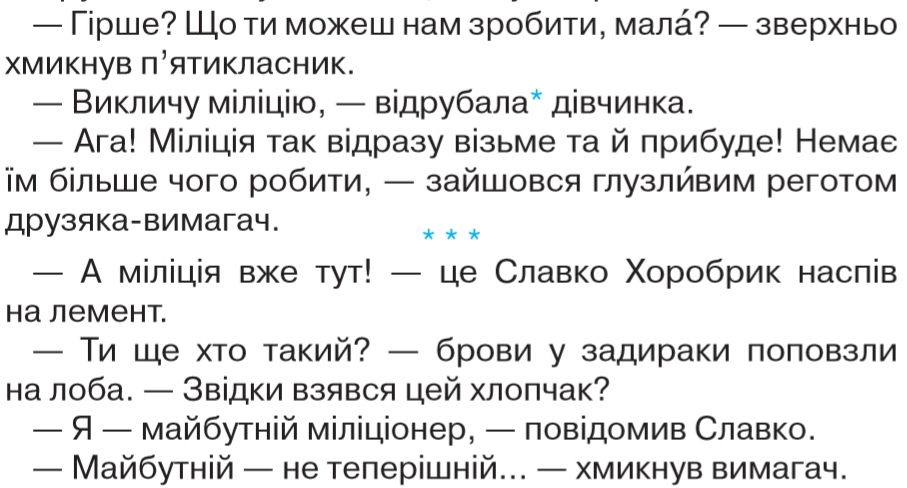 — Гірше? Що ти можеш нам зробити, мала́? — зверхньо
хмикнув п’ятикласник.
— Викличу міліцію, — відрубала* дівчинка.
— Ага! Міліція так відразу візьме та й прибуде! Немає
їм більше чого робити, — зайшовся глузли́вим реготом
друзяка-вимагач.
* * *
— А міліція вже тут! — це Славко Хоробрик наспів
на лемент.
— Ти ще хто такий? — брови у задираки поповзли
на лоба. — Звідки взявся цей хлопчак?
— Я — майбутній міліціонер, — повідомив Славко.
— Майбутній — не теперішній... — хмикнув вимагач.